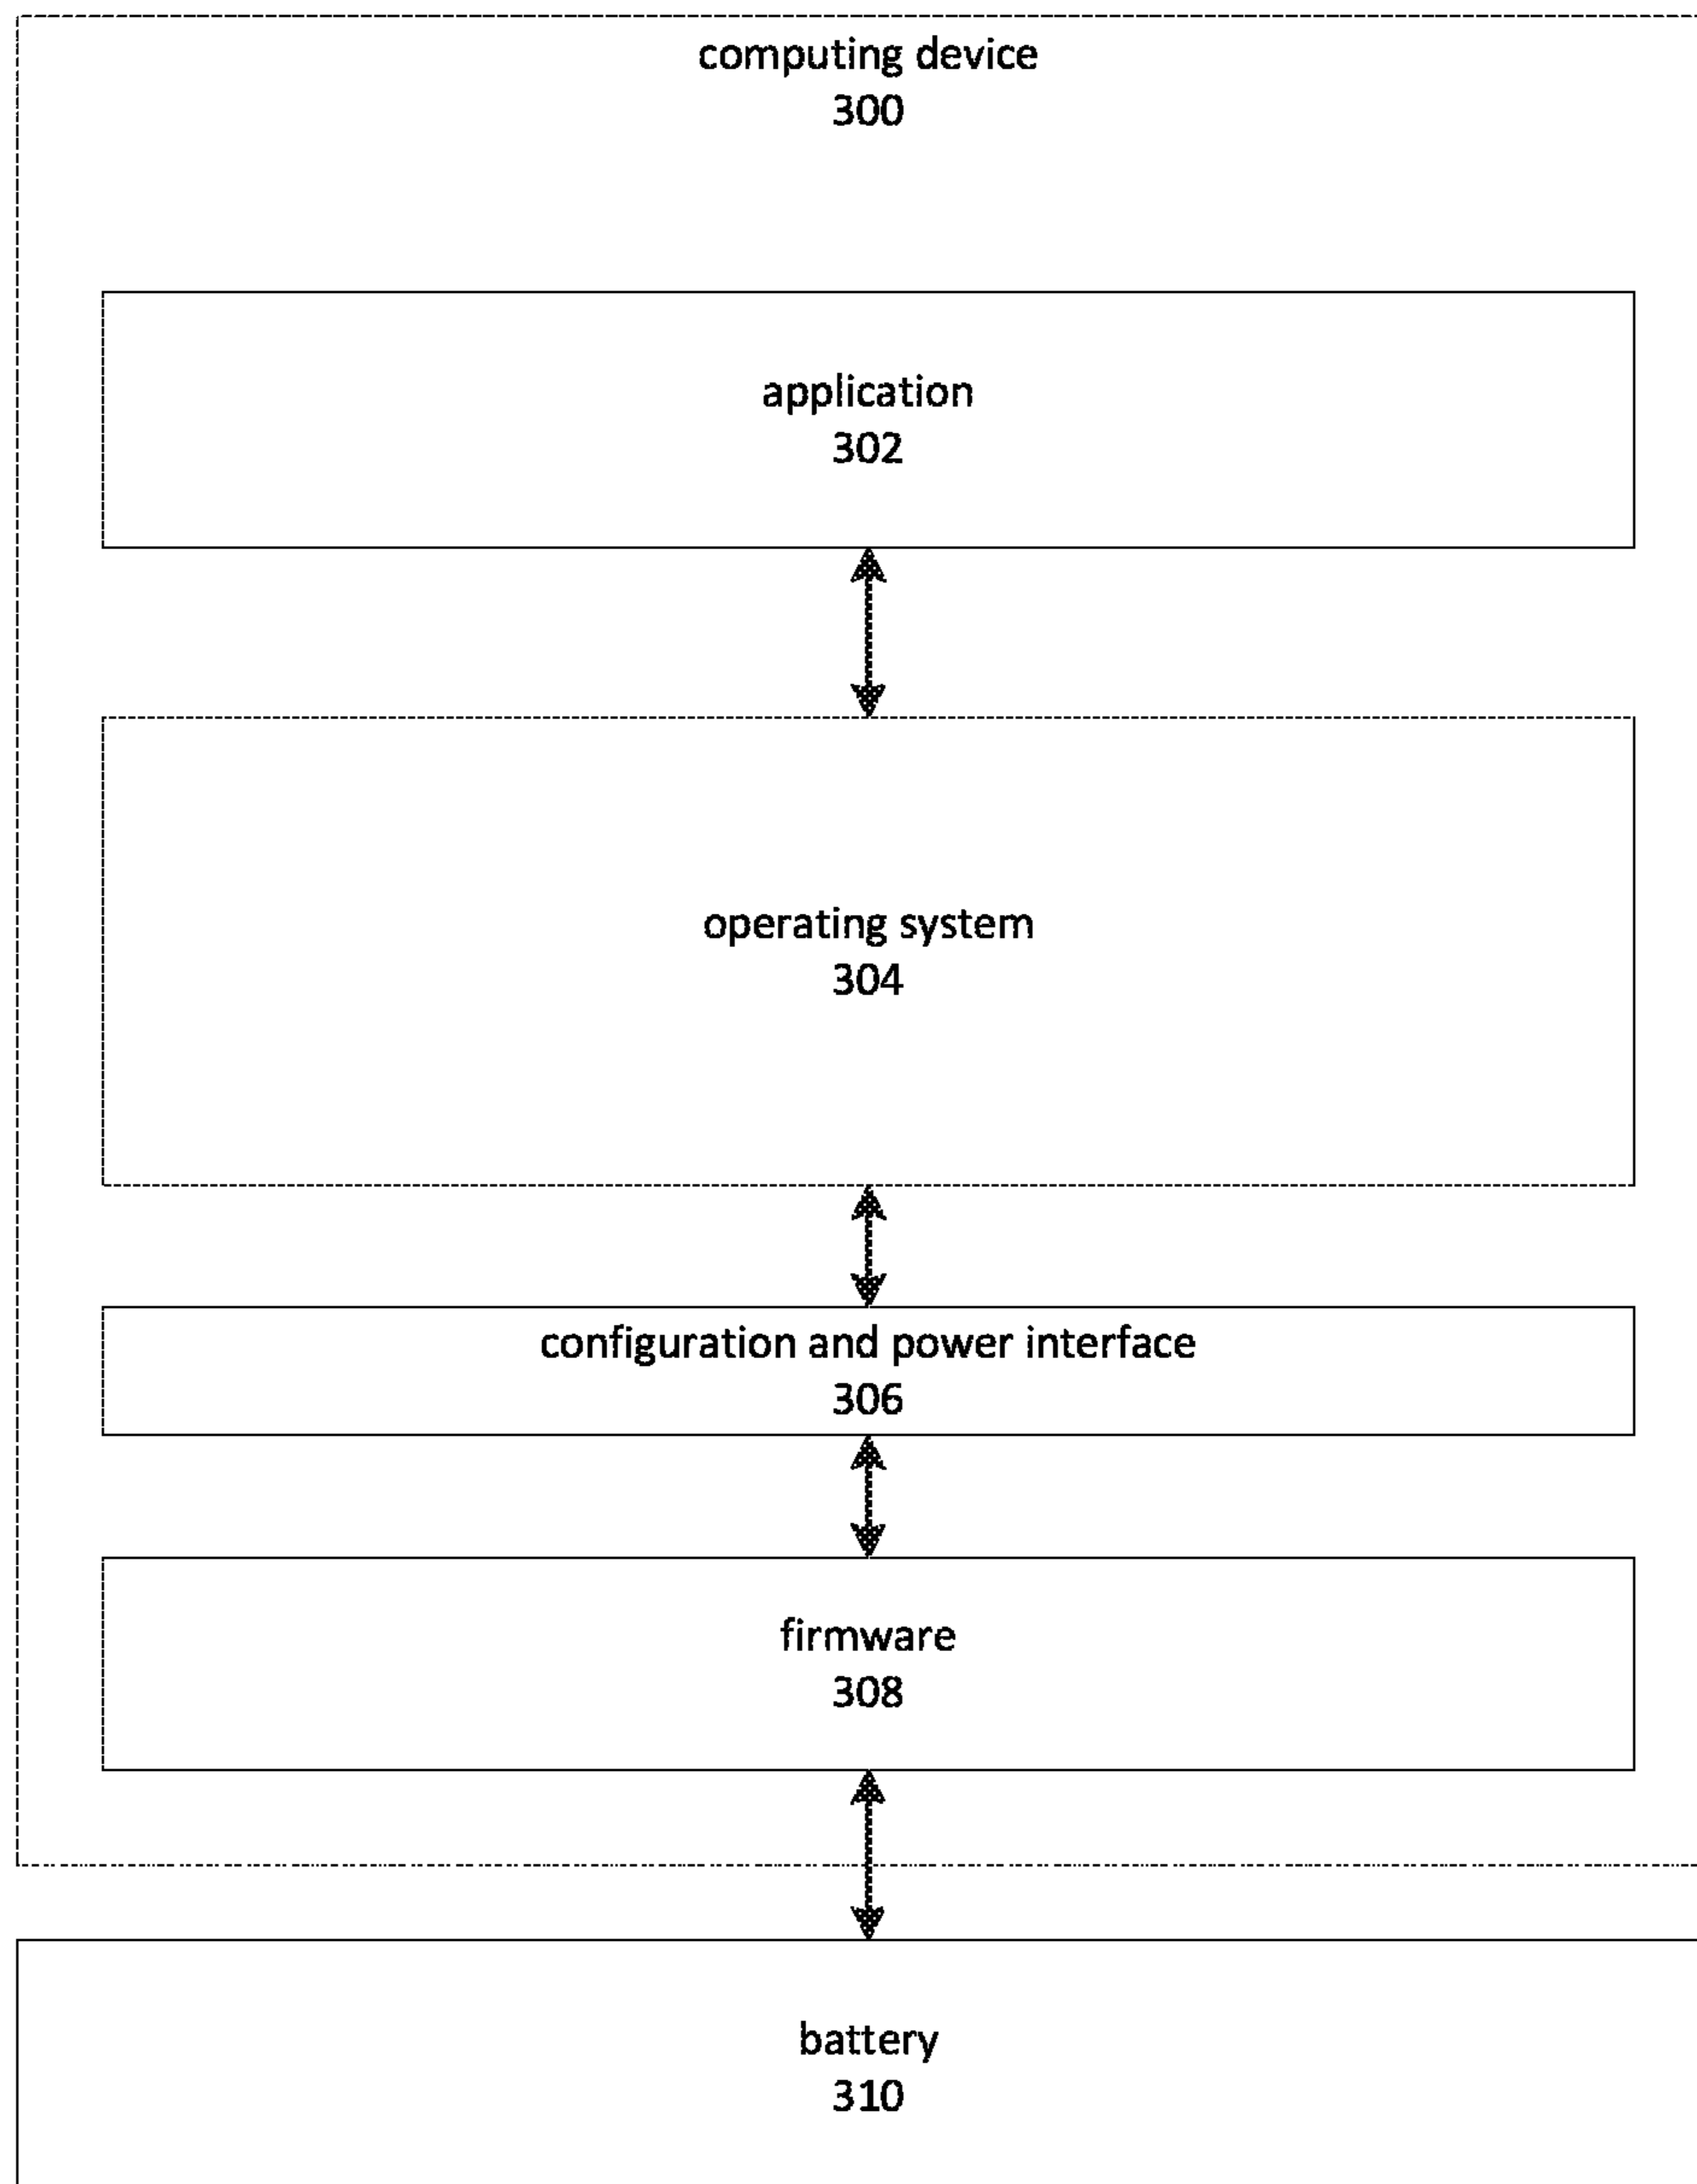 computing device
300
application
302
operating system
304
configuration and power interface
306
firmware
308
battery
310